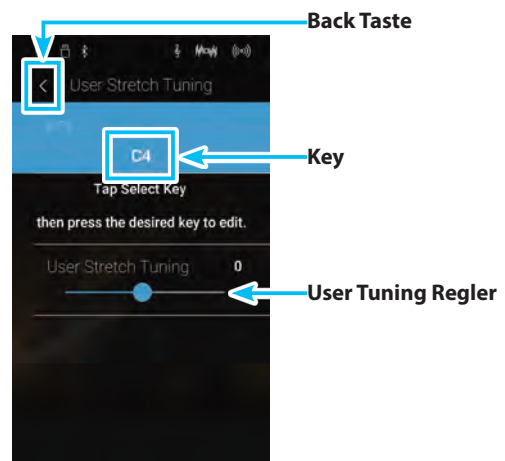 Back Taste
User Stretch Tuning
C4
Key
Tap Select Key
then press the desired key to edit.
User Stretch Tuning 0
User Tuning Regler